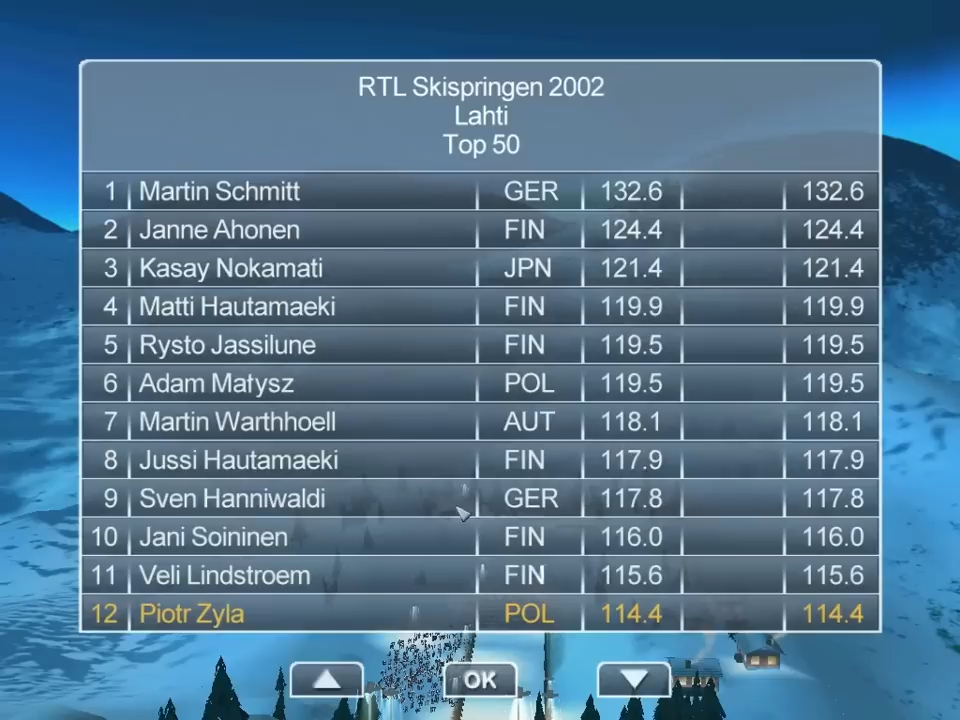 RTL Skispringen 2002
Lahti
Top 50
1 Martin Schmitt GER 132.6 132.6
2 Janne Ahonen FIN 124.4 124.4
3 Kasay Nokamati JPN 121.4 121.4
4 Matti Hautamaeki FIN 119.9 119.9
5 Rysto Jassilune FIN 119.5 119.5
6 Adam Małysz POL 119.5 119.5
7 Martin Warthhoell AUT 118.1 118.1
8 Jussi Hautamaeki FIN 117.9 117.9
9 Sven Hanniwaldi GER 117.8 117.8
10 Jani Soininen FIN 116.0 116.0
11 Veli Lindstroem FIN 115.6 115.6
12 Piotr Zyla POL 114.4 114.4
OK